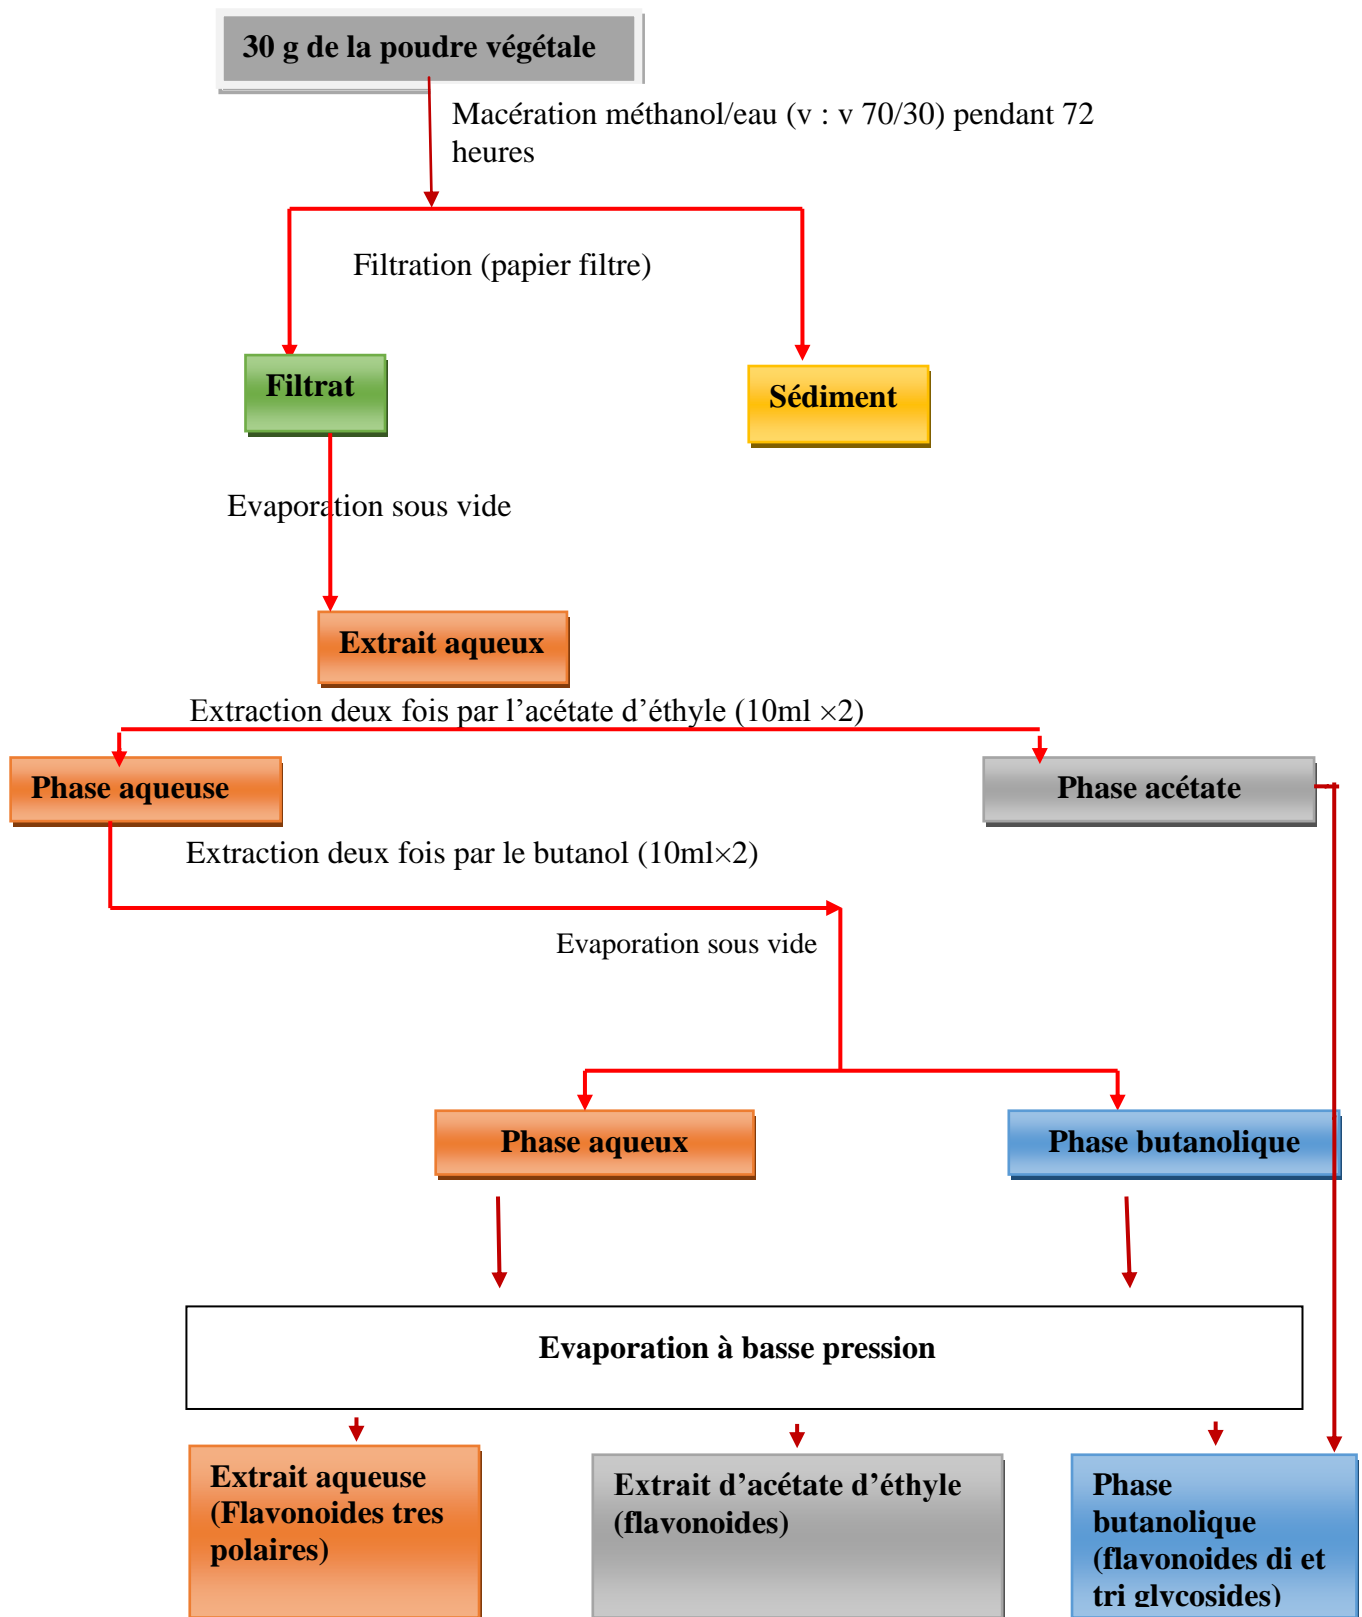 30 g de la poudre végétale
Macération méthanol/eau (v : v 70/30) pendant 72
heures
Filtration (papier filtre)
Filtrat
Sédiment
Evaporation sous vide
Extrait aqueux
Extraction deux fois par l’acétate d’éthyle (10ml ×2)
Phase aqueuse
Phase acétate
Extraction deux fois par le butanol (10ml×2)
Evaporation sous vide
Phase aqueux
Phase butanolique
Evaporation à basse pression
Extrait aqueuse
(Flavonoides tres
polaires)
Extrait d’acétate d’éthyle
(flavonoides)
Phase
butanolique
(flavonoides di et
tri glycosides)